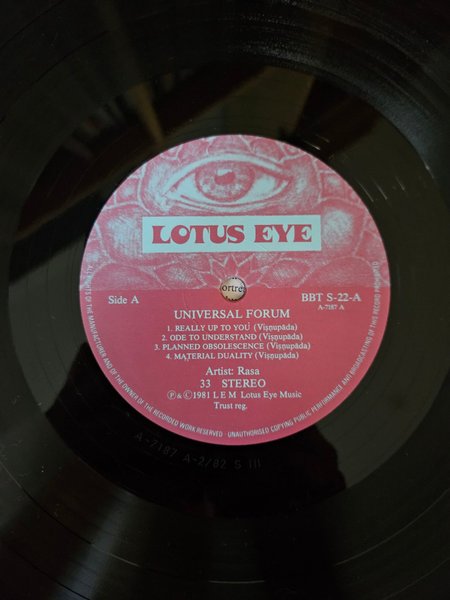 LOTUS EYE
Side A
BBT S-22-A
A-7187 A
ortre
UNIVERSAL FORUM
1. REALLY UP TO YOU (Viṣṇupāda)
2. ODE TO UNDERSTAND (Viṣṇupāda)
3. PLANNED OBSOLESCENCE (Viṣṇupāda)
4. MATERIAL DUALITY (Viṣṇupāda)
Artist: Rasa
33 STEREO
Ⓟ&©1981 L E M Lotus Eye Music
Trust reg.
ALL RIGHTS OF THE MANUFACTURER AND OF THE OWNER OF THE RECORDED WORK RESERVED · UNAUTHORISED COPYING PUBLIC PERFORMANCE AND BROADCASTING OF THIS RECORD PROHIBITED
A-7187 A-2/82 S III